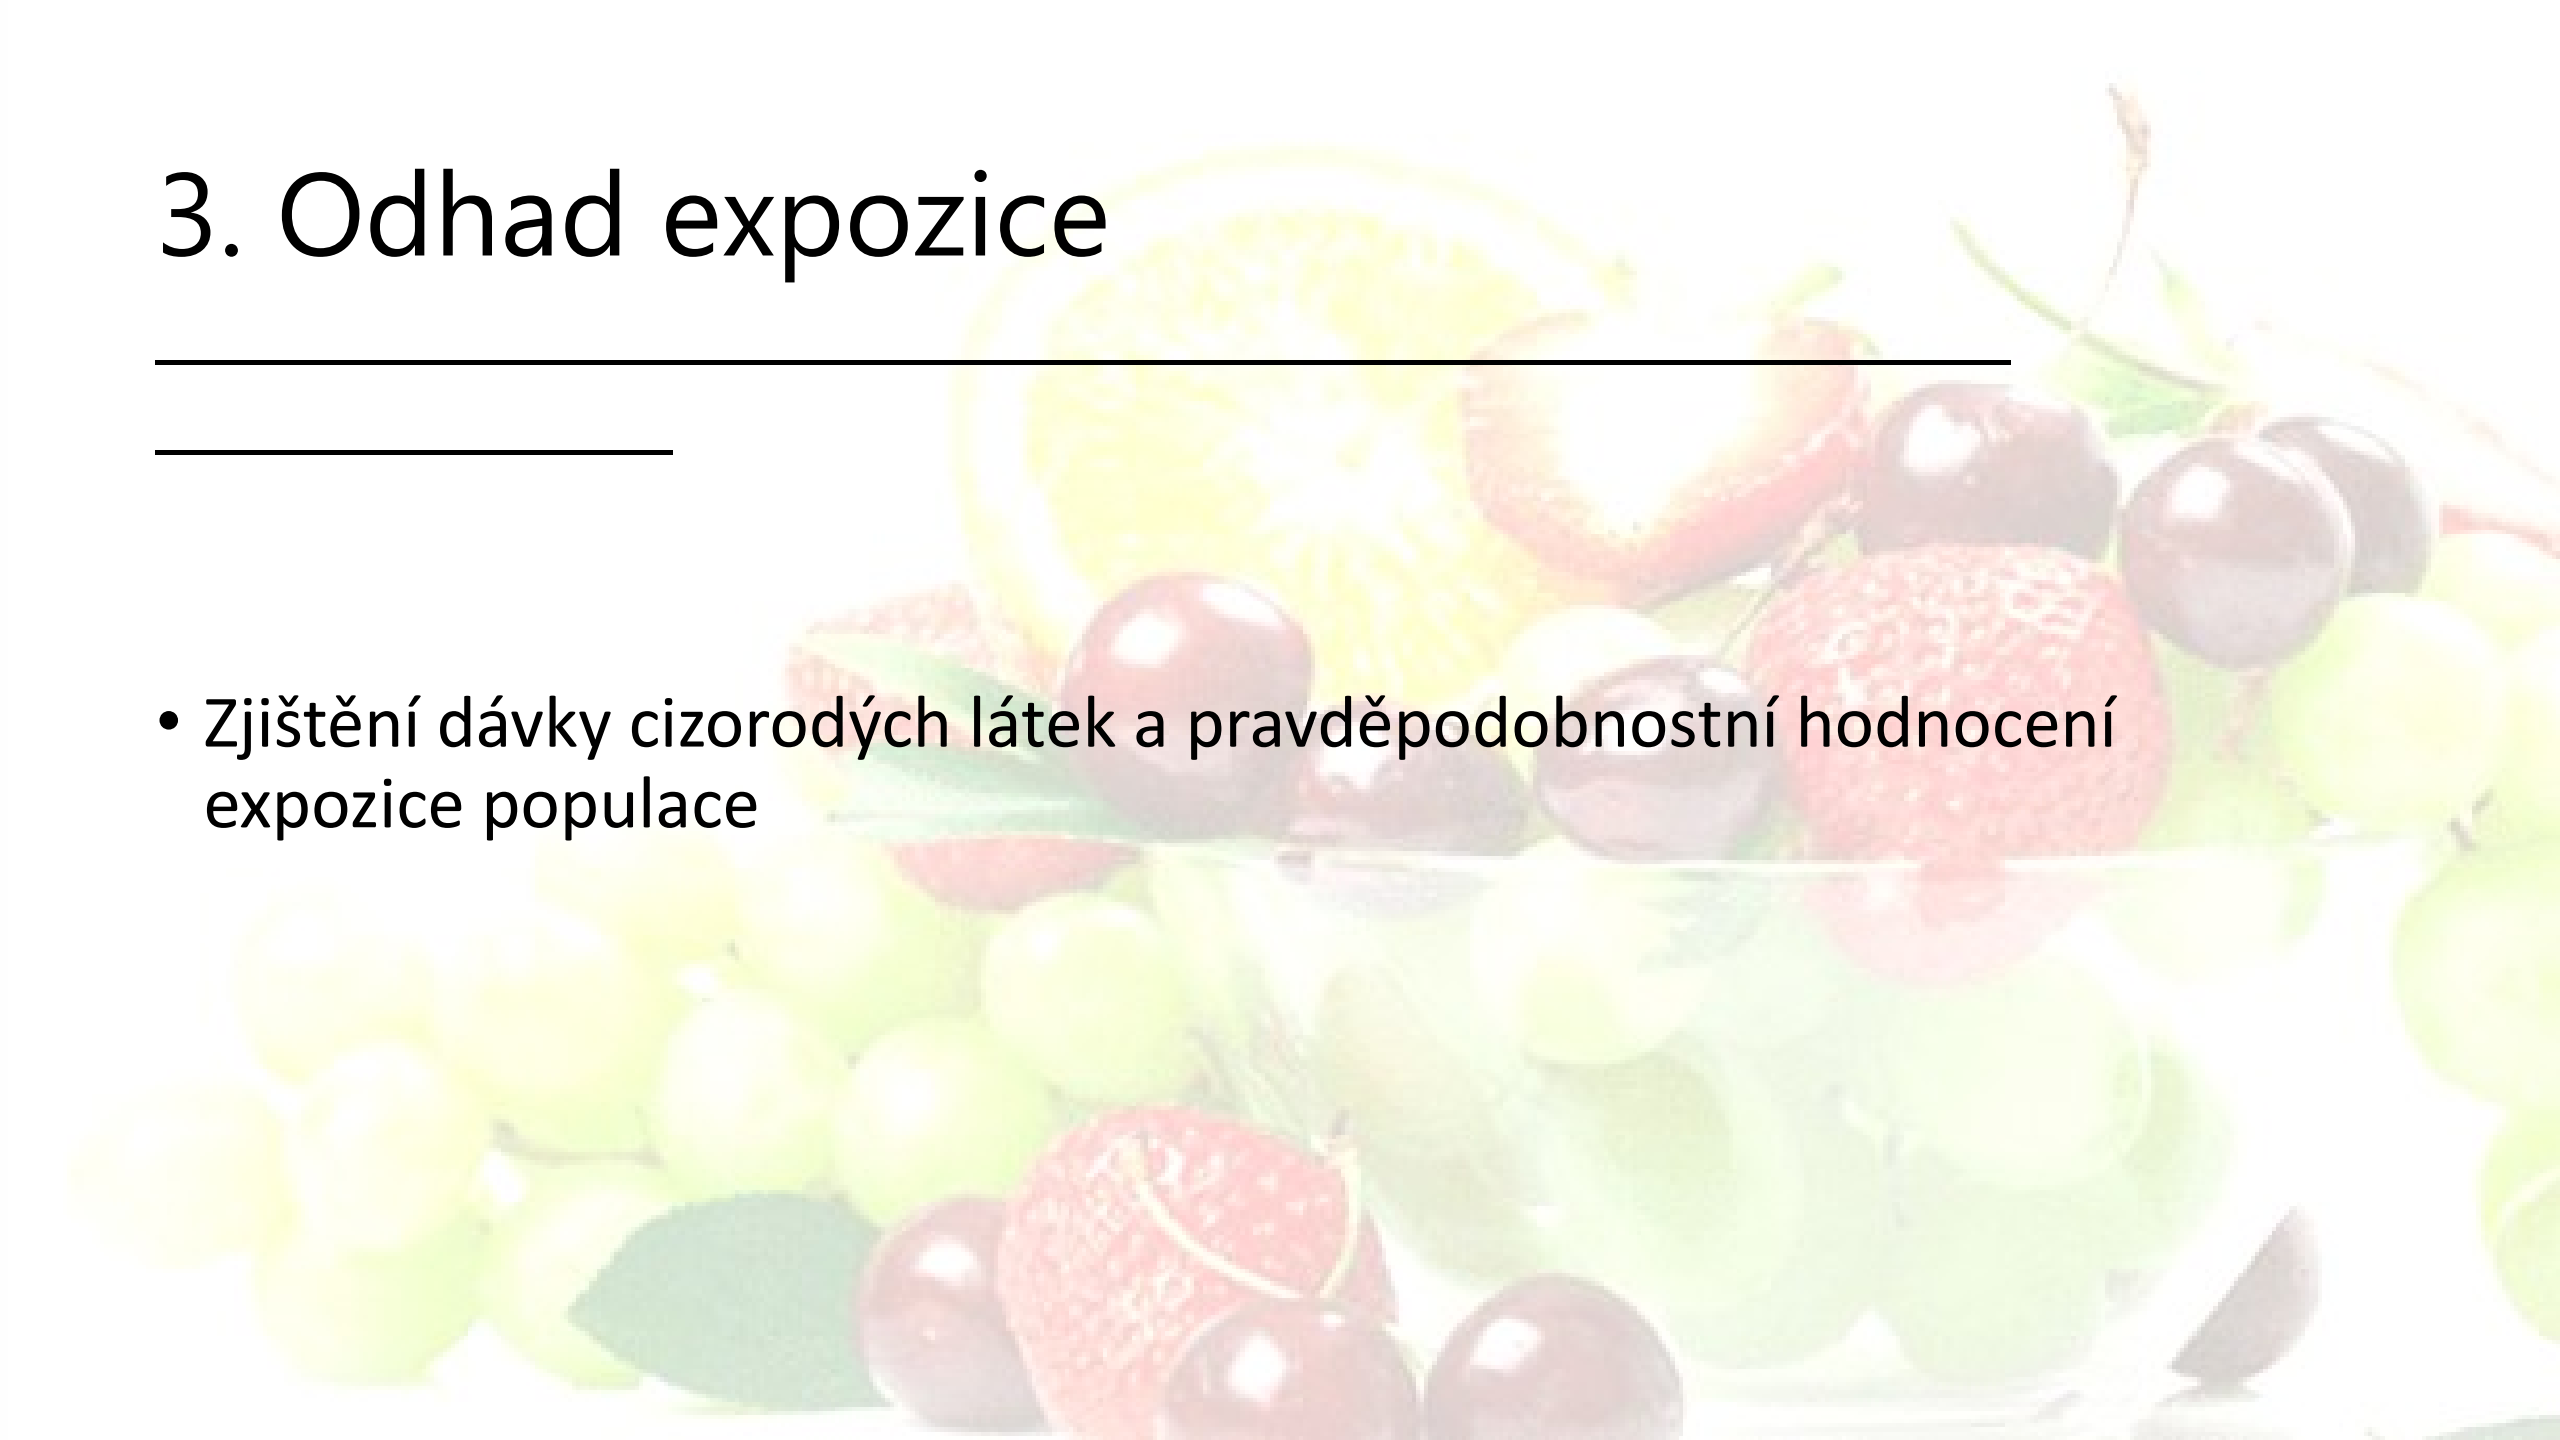 3. Odhad expozice
• Zjištění dávky cizorodých látek a pravděpodobnostní hodnocení
expozice populace